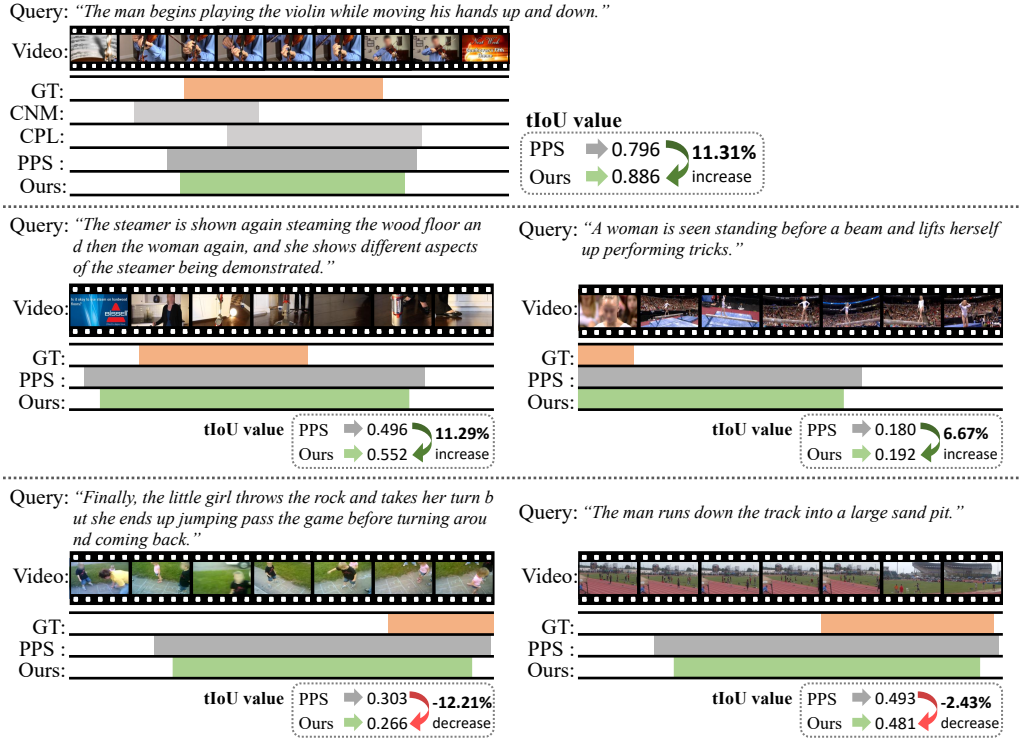 Query: “The man begins playing the violin while moving his hands up and down.”
Video:
GT:
CNM:
CPL:
PPS :
Ours:
tIoU value
PPS 0.796 11.31%
Ours 0.886 increase
Query: “The steamer is shown again steaming the wood floor an
d then the woman again, and she shows different aspects
of the steamer being demonstrated.”
Video:
BISSELL
GT:
PPS :
Ours:
tIoU value PPS 0.496 11.29%
Ours 0.552 increase
Query: “A woman is seen standing before a beam and lifts herself
up performing tricks.”
Video:
GT:
PPS :
Ours:
tIoU value PPS 0.180 6.67%
Ours 0.192 increase
Query: “Finally, the little girl throws the rock and takes her turn b
ut she ends up jumping pass the game before turning arou
nd coming back.”
Video:
GT:
PPS :
Ours:
tIoU value PPS 0.303 -12.21%
Ours 0.266 decrease
Query: “The man runs down the track into a large sand pit.”
Video:
GT:
PPS :
Ours:
tIoU value PPS 0.493 -2.43%
Ours 0.481 decrease